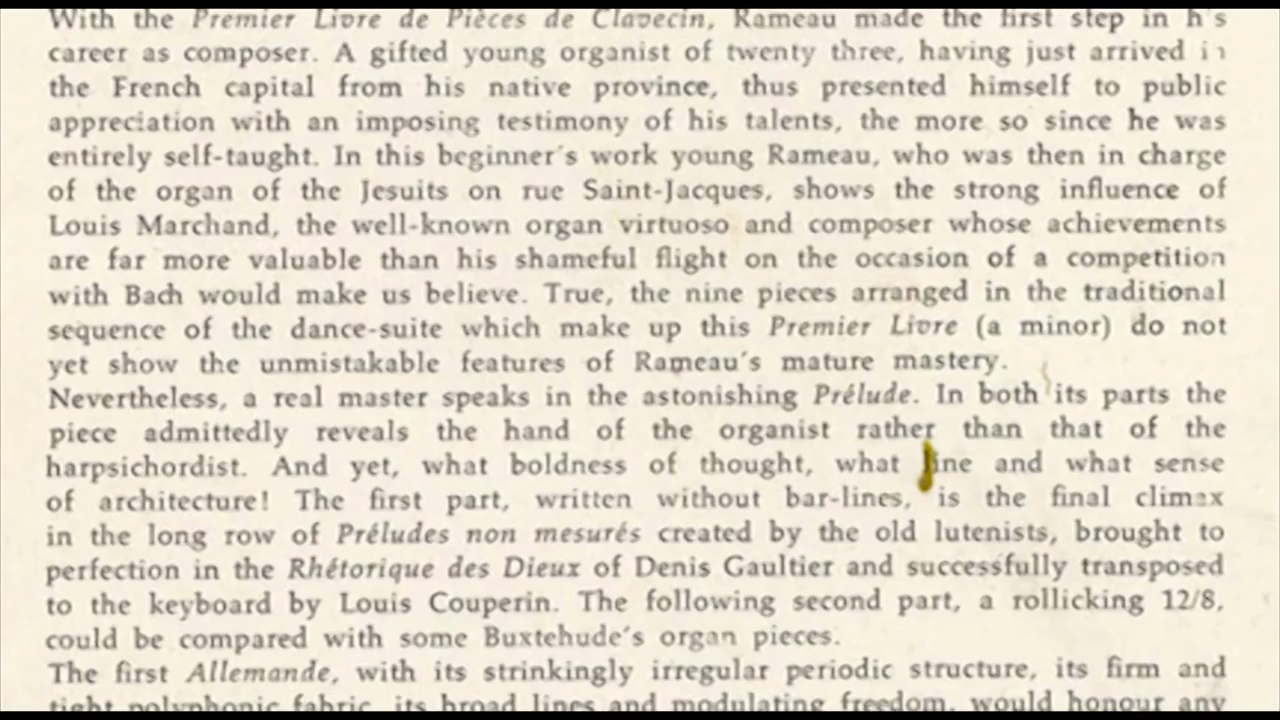 With the Premier Livre de Pièces de Clavecin, Rameau made the first step in h's
career as composer. A gifted young organist of twenty three, having just arrived in
the French capital from his native province, thus presented himself to public
appreciation with an imposing testimony of his talents, the more so since he was
entirely self-taught. In this beginner's work young Rameau, who was then in charge
of the organ of the Jesuits on rue Saint-Jacques, shows the strong influence of
Louis Marchand, the well-known organ virtuoso and composer whose achievements
are far more valuable than his shameful flight on the occasion of a competition
with Bach would make us believe. True, the nine pieces arranged in the traditional
sequence of the dance-suite which make up this Premier Livre (a minor) do not
yet show the unmistakable features of Rameau's mature mastery.
Nevertheless, a real master speaks in the astonishing Prélude. In both its parts the
piece admittedly reveals the hand of the organist rather than that of the
harpsichordist. And yet, what boldness of thought, what line and what sense
of architecture! The first part, written without bar-lines, is the final climax
in the long row of Préludes non mesurés created by the old lutenists, brought to
perfection in the Rhétorique des Dieux of Denis Gaultier and successfully transposed
to the keyboard by Louis Couperin. The following second part, a rollicking 12/8,
could be compared with some Buxtehude's organ pieces.
The first Allemande, with its strinkingly irregular periodic structure, its firm and
tight polyphonic fabric, its broad lines and modulating freedom, would honour any